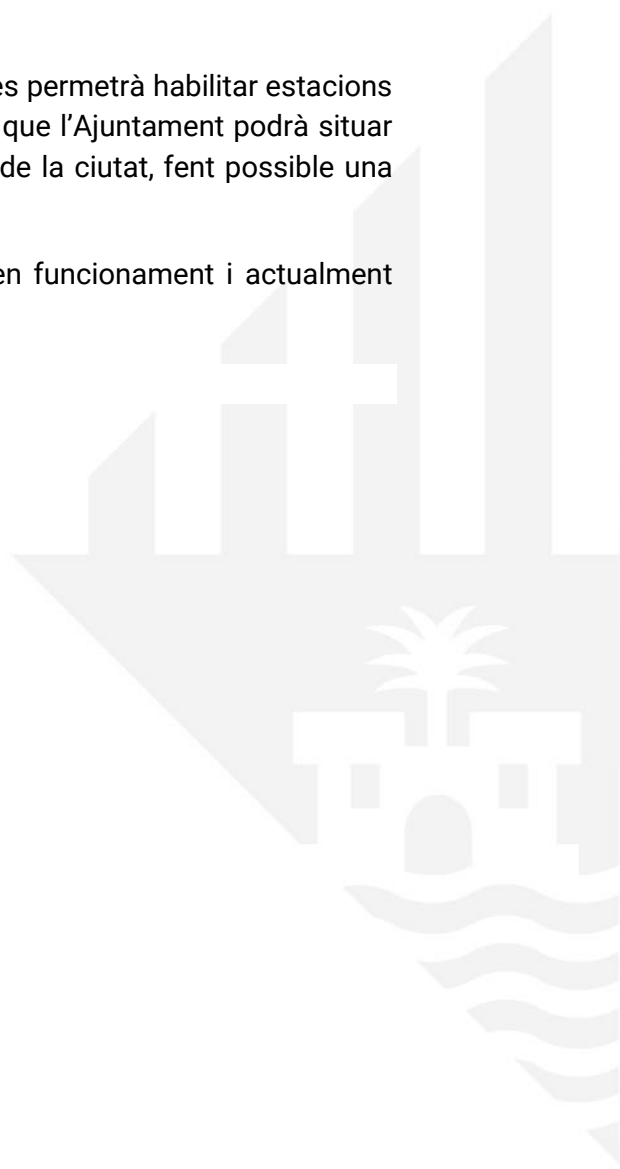 es permetrà habilitar estacions
que l’Ajuntament podrà situar
de la ciutat, fent possible una
en funcionament i actualment